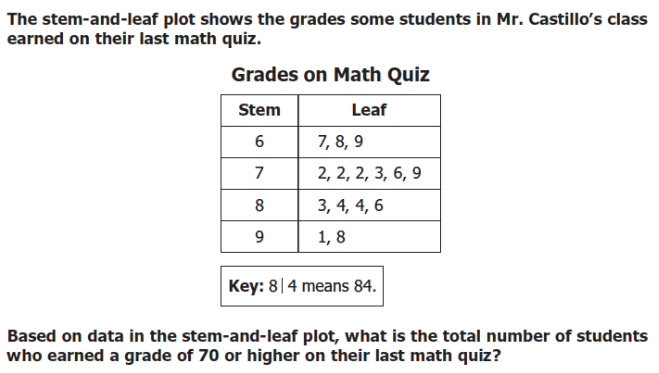 The stem-and-leaf plot shows the grades some students in Mr. Castillo’s class
earned on their last math quiz.
Grades on Math Quiz
Stem Leaf
6 7, 8, 9
7 2, 2, 2, 3, 6, 9
8 3, 4, 4, 6
9 1, 8
Key: 8|4 means 84.
Based on data in the stem-and-leaf plot, what is the total number of students
who earned a grade of 70 or higher on their last math quiz?